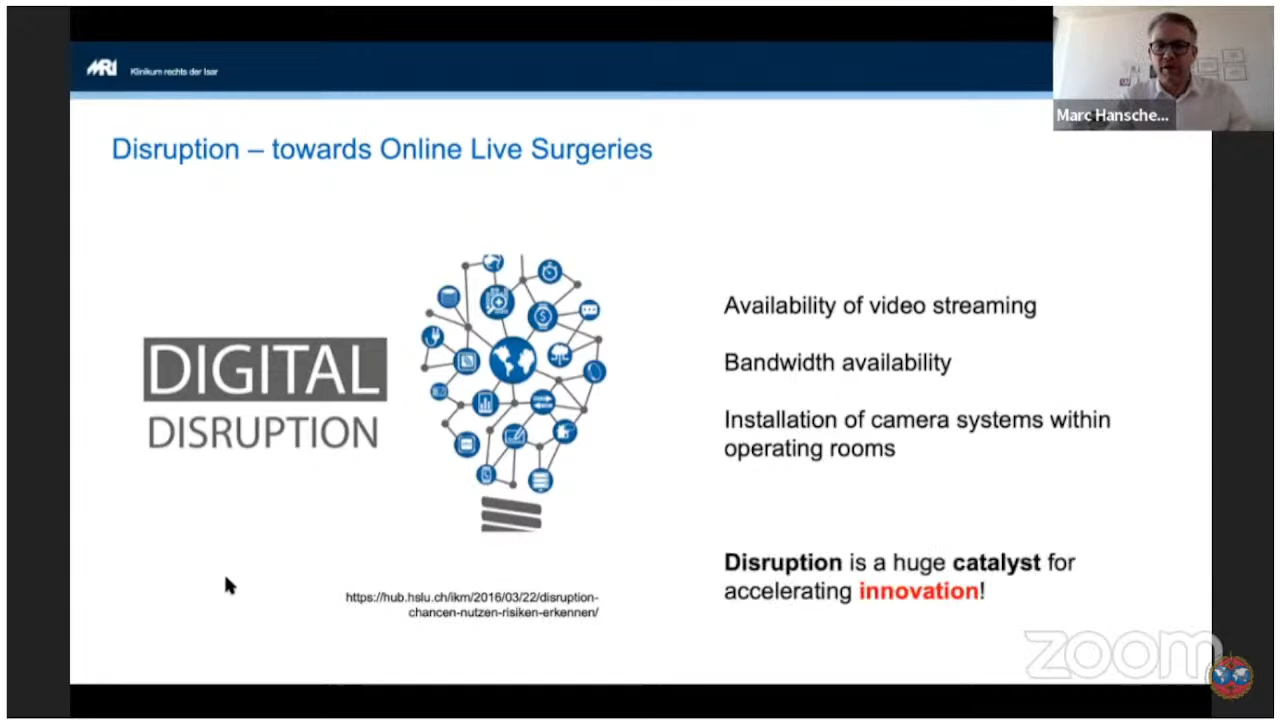 MRI
Klinikum rechts der Isar
Marc Hansche...
Disruption – towards Online Live Surgeries
DIGITAL
DISRUPTION
Availability of video streaming
Bandwidth availability
Installation of camera systems within
operating rooms
Disruption is a huge catalyst for
accelerating innovation!
https://hub.hslu.ch/ikm/2016/03/22/disruption-
chancen-nutzen-risiken-erkennen/
zoom